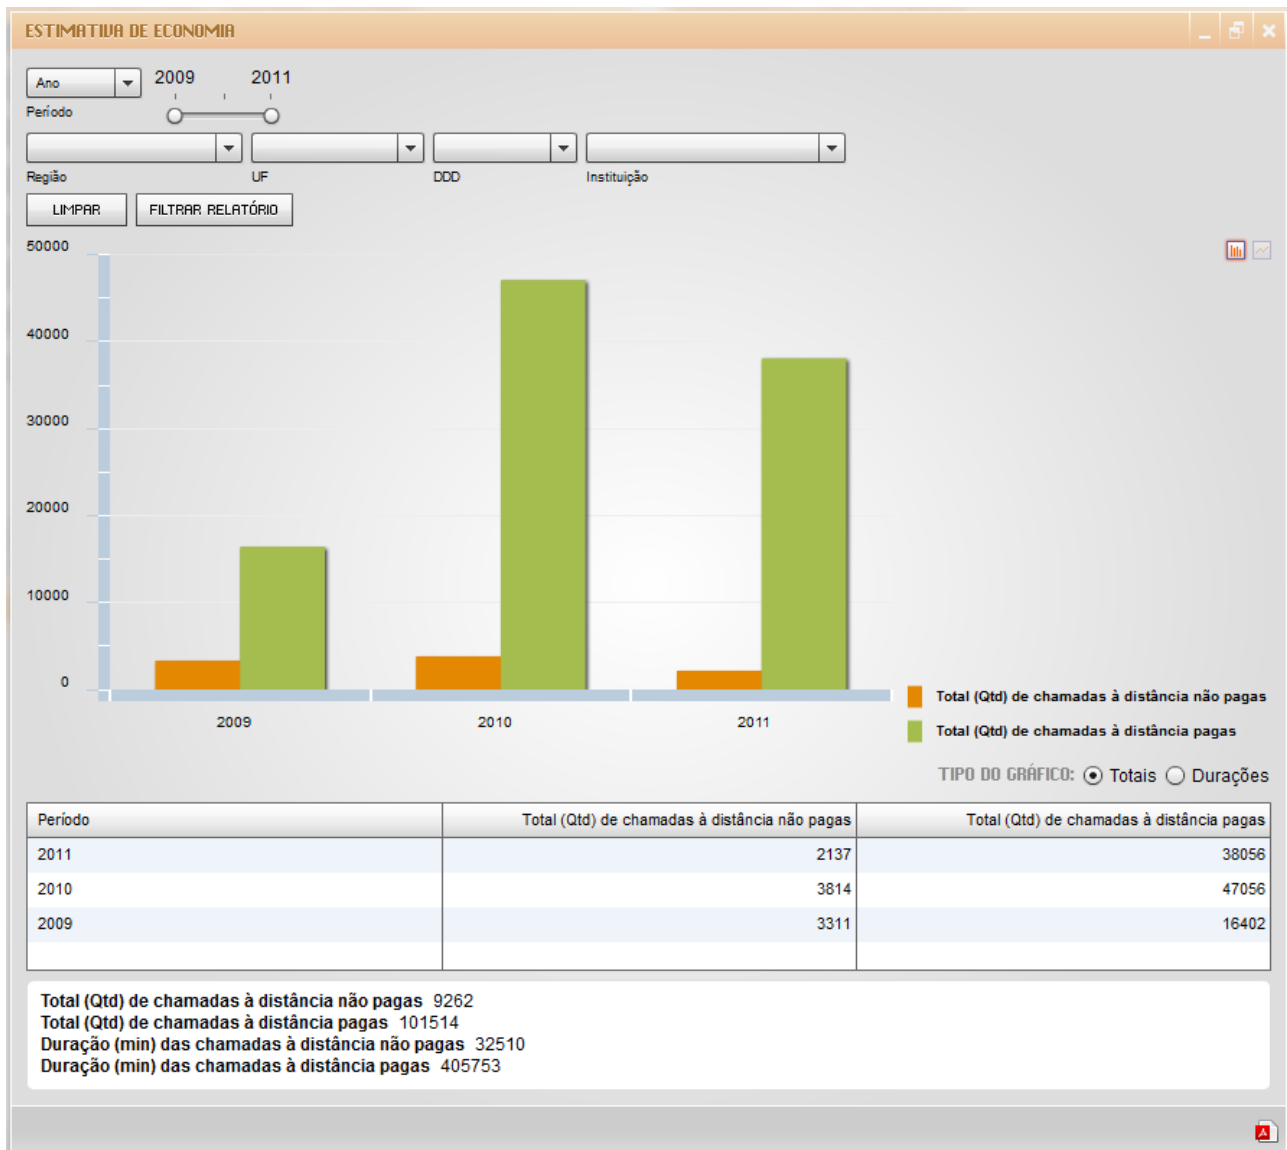 ESTIMATIVA DE ECONOMIA
Ano 2009 2011
Período
Região UF DDD Instituição
LIMPAR FILTRAR RELATÓRIO
50000
40000
30000
20000
10000
0
2009 2010 2011
Total (Qtd) de chamadas à distância não pagas
Total (Qtd) de chamadas à distância pagas
TIPO DO GRÁFICO: Totais Durações
Período Total (Qtd) de chamadas à distância não pagas Total (Qtd) de chamadas à distância pagas
2011 2137 38056
2010 3814 47056
2009 3311 16402
Total (Qtd) de chamadas à distância não pagas 9262
Total (Qtd) de chamadas à distância pagas 101514
Duração (min) das chamadas à distância não pagas 32510
Duração (min) das chamadas à distância pagas 405753